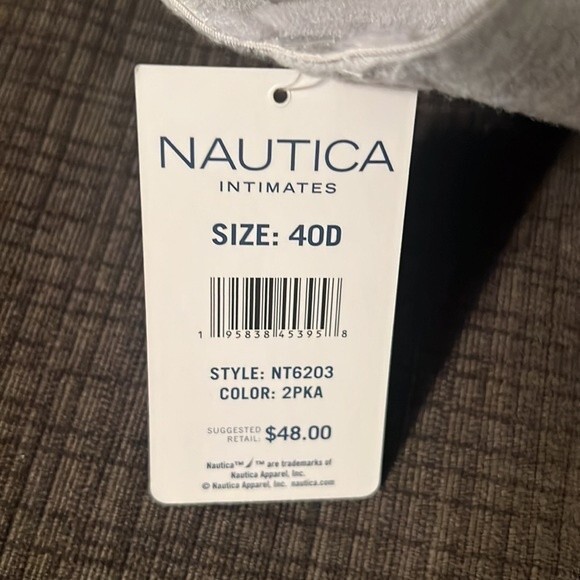 NAUTICA
INTIMATES
SIZE: 40D
1 95838 45395 8
STYLE: NT6203
COLOR: 2PKA
SUGGESTED
RETAIL: $48.00
Nautica™ ™ are trademarks of
Nautica Apparel, Inc.
© Nautica Apparel, Inc. nautica.com